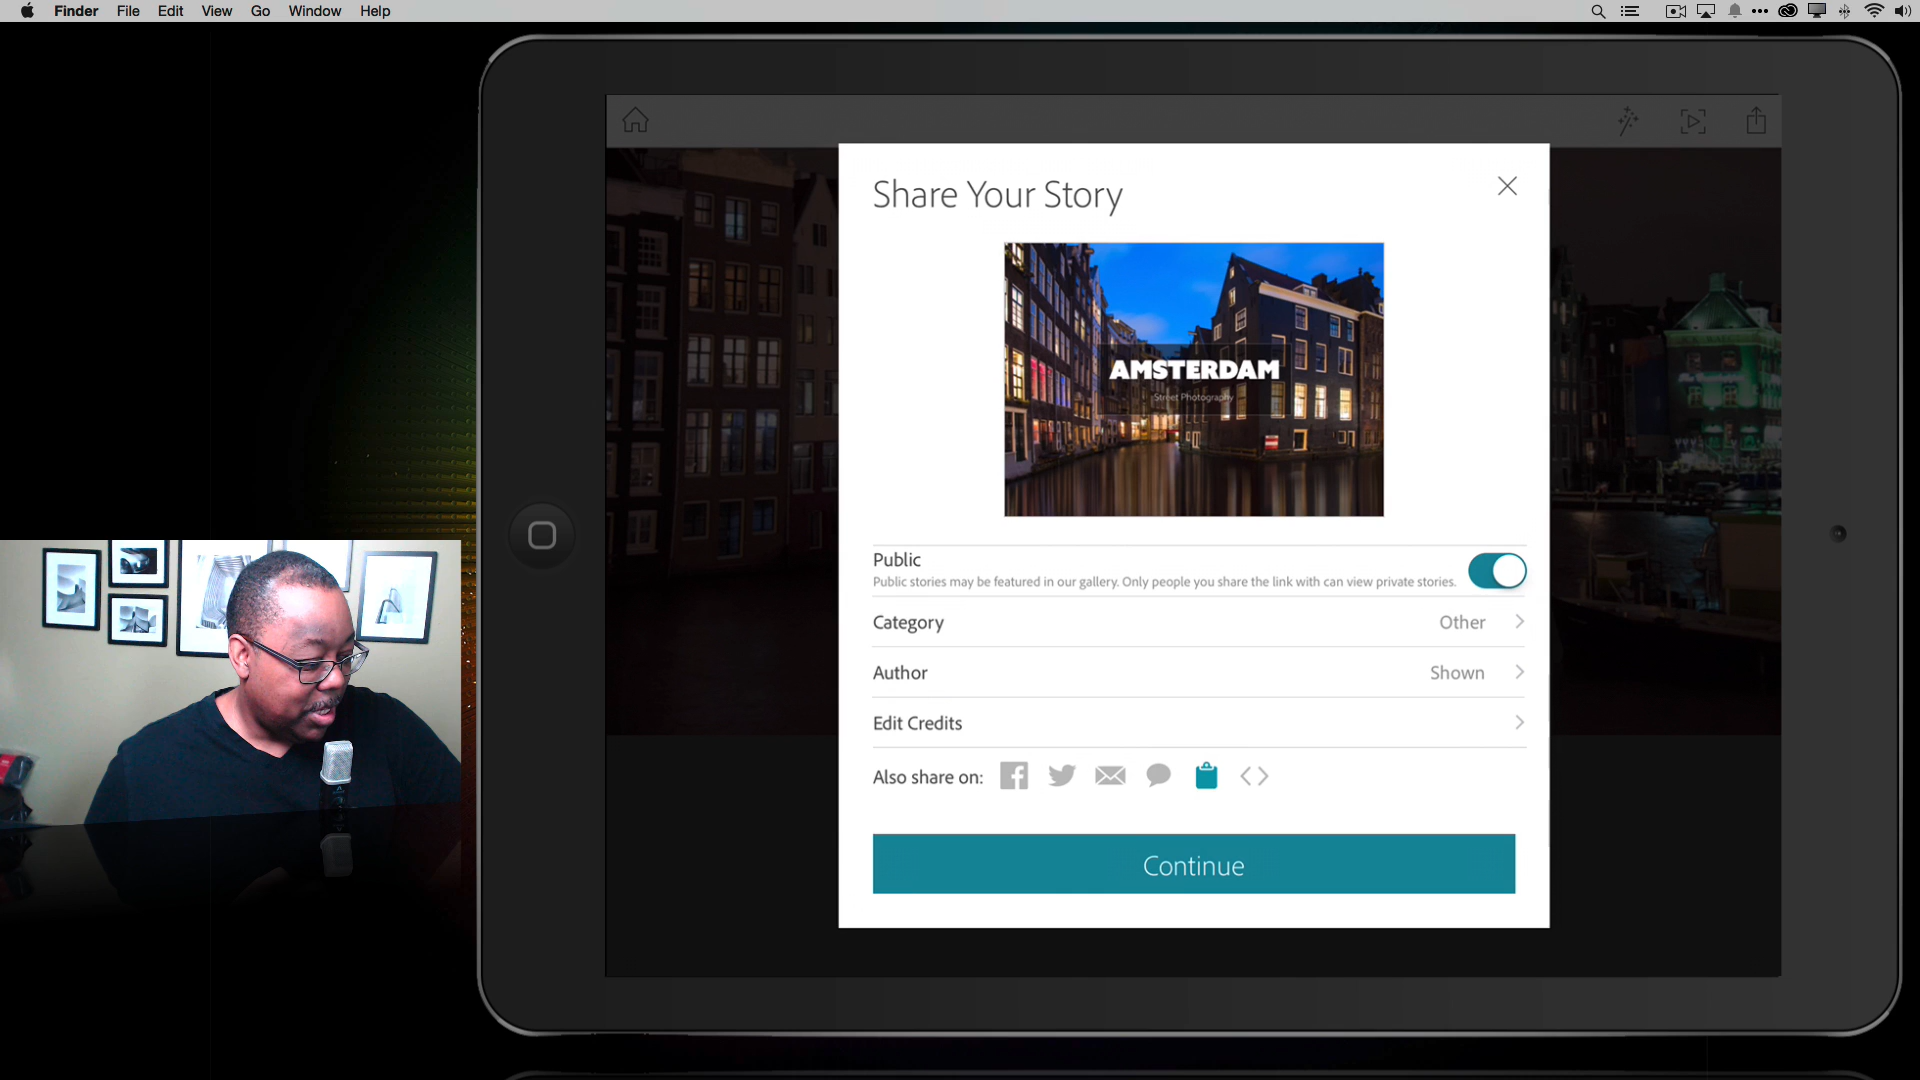 Finder File Edit View Go Window Help
Share Your Story
AMSTERDAM
Street Photography
Public
Public stories may be featured in our gallery. Only people you share the link with can view private stories.
Category Other
Author Shown
Edit Credits
Also share on:
Continue